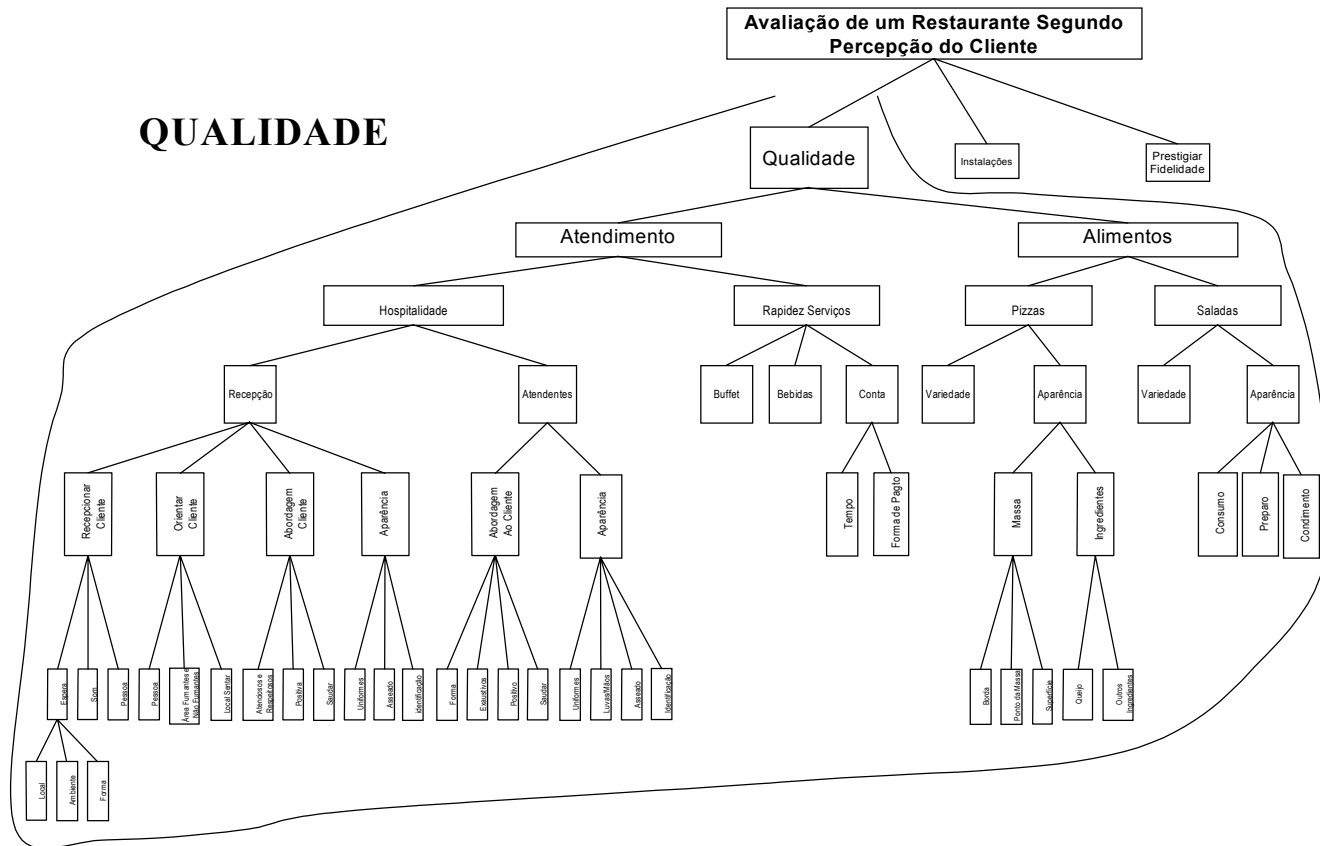 Avaliação de um Restaurante Segundo
Percepção do Cliente
QUALIDADE
Qualidade
Instalações
Prestigiar
Fidelidade
Atendimento
Alimentos
Hospitalidade
Rapidez Serviços
Pizzas
Saladas
Recepção
Atendentes
Buffet
Bebidas
Conta
Variedade
Aparência
Variedade
Aparência
Recepcionar
Cliente
Orientar
Cliente
Abordagem
Cliente
Aparência
Abordagem
Ao Cliente
Aparência
Tempo
Forma de Pagto
Massa
Ingredientes
Consumo
Preparo
Condimento
Espera
Som
Pessoa
Pessoa
Área Fumantes e
Não Fumantes
Local Sentar
Atenciosos e
Respeitosos
Positiva
Saudar
Uniformes
Asseado
identificação
Forma
Exaustivos
Positivo
Saudar
Uniformes
Luvas/Mãos
Asseado
Identificação
Borda
Ponto da Massa
Superfície
Queijo
Outros
Ingredientes
Local
Ambiente
Forma